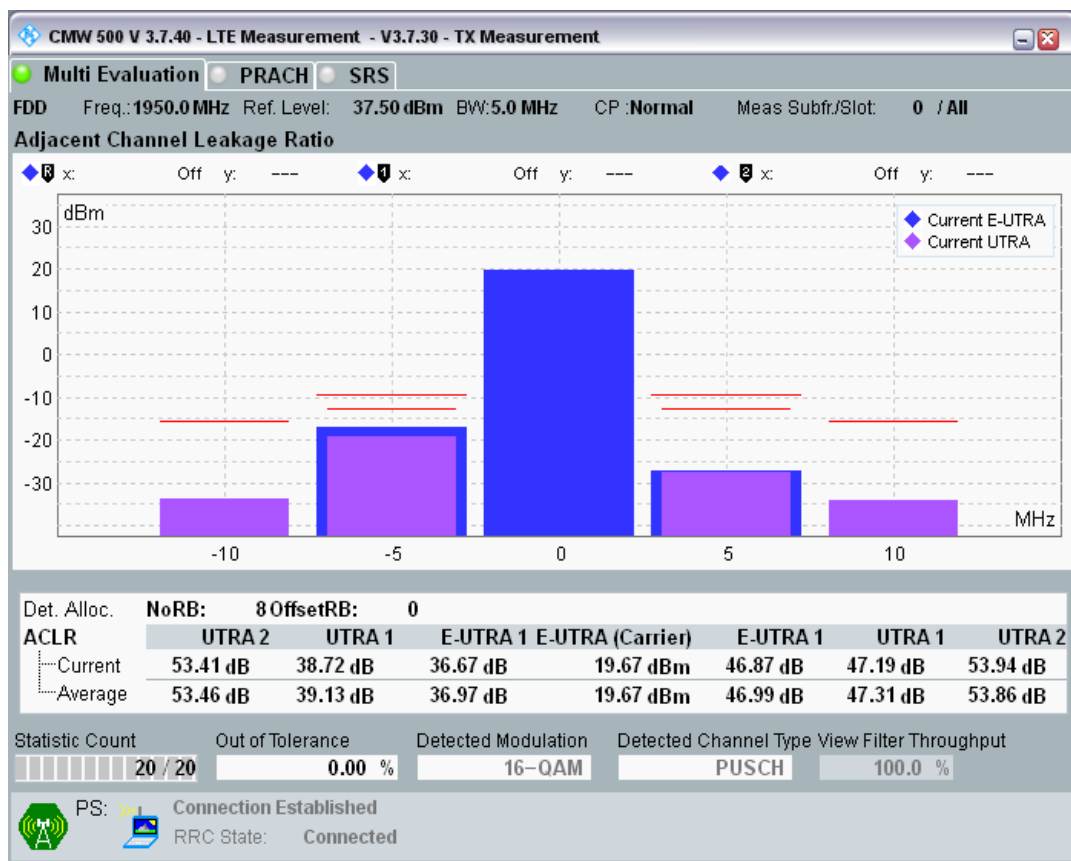 CMW 500 V 3.7.40 - LTE Measurement - V3.7.30 - TX Measurement
Multi Evaluation PRACH SRS
FDD Freq.: 1950.0 MHz Ref. Level: 37.50 dBm BW: 5.0 MHz CP : Normal Meas Subfr./Slot: 0 / All
Adjacent Channel Leakage Ratio
R x: Off y: --- 1 x: Off y: --- 2 x: Off y: ---
dBm
Current E-UTRA
Current UTRA
30
20
10
0
-10
-20
-30
MHz
-10 -5 0 5 10
Det. Alloc. NoRB: 8 OffsetRB: 0
ACLR UTRA 2 UTRA 1 E-UTRA 1 E-UTRA (Carrier) E-UTRA 1 UTRA 1 UTRA 2
Current 53.41 dB 38.72 dB 36.67 dB 19.67 dBm 46.87 dB 47.19 dB 53.94 dB
Average 53.46 dB 39.13 dB 36.97 dB 19.67 dBm 46.99 dB 47.31 dB 53.86 dB
Statistic Count Out of Tolerance Detected Modulation Detected Channel Type View Filter Throughput
20 / 20 0.00 % 16-QAM PUSCH 100.0 %
PS: Connection Established
RRC State: Connected